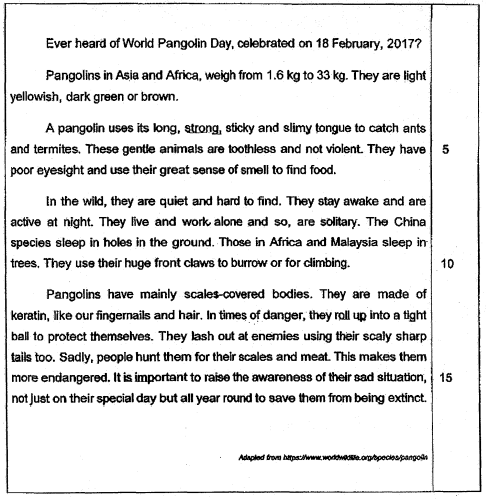 Ever heard of World Pangolin Day, celebrated on 18 February, 2017?
Pangolins in Asia and Africa, weigh from 1.6 kg to 33 kg. They are light
yellowish, dark green or brown.
A pangolin uses its long, strong, sticky and slimy tongue to catch ants
and termites. These gentle animals are toothless and not violent. They have 5
poor eyesight and use their great sense of smell to find food.
In the wild, they are quiet and hard to find. They stay awake and are
active at night. They live and work alone and so, are solitary. The China
species sleep in holes in the ground. Those in Africa and Malaysia sleep in
trees. They use their huge front claws to burrow or for climbing. 10
Pangolins have mainly scales-covered bodies. They are made of
keratin, like our fingernails and hair. In times of danger, they roll up into a tight
ball to protect themselves. They lash out at enemies using their scaly sharp
tails too. Sadly, people hunt them for their scales and meat. This makes them
more endangered. It is important to raise the awareness of their sad situation, 15
not just on their special day but all year round to save them from being extinct.
Adapted from https://www.worldwildlife.org/species/pangolin